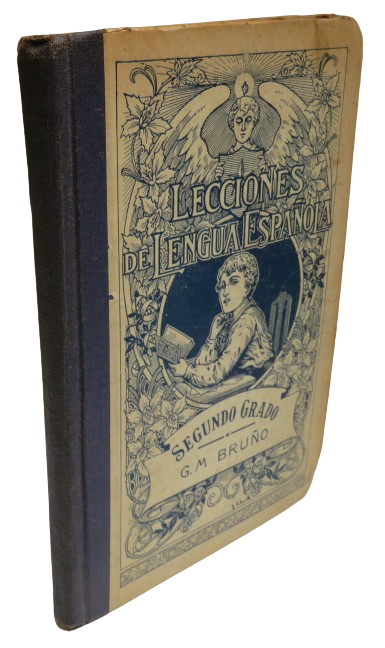 LECCIONES
DE LENGUA ESPAÑOLA
SEGUNDO GRADO
G.M BRUÑO